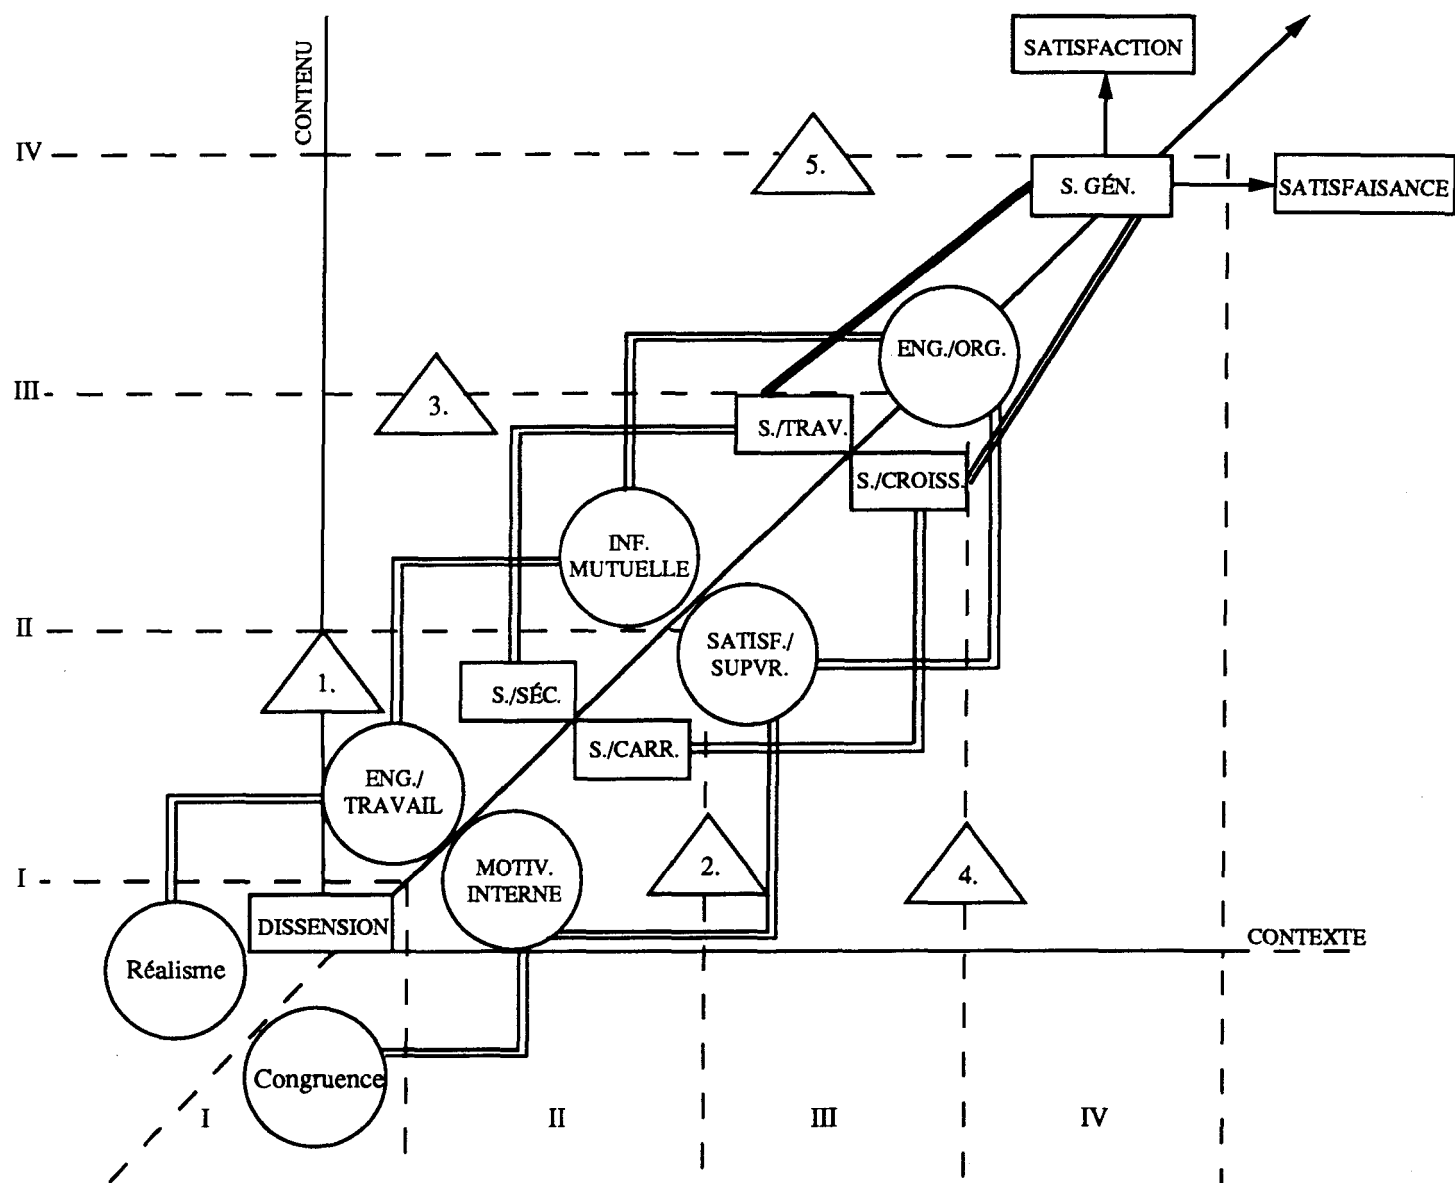 SATISFACTION
CONTENU
IV
5.
S. GÉN.
SATISFAISANCE
ENG./ORG.
III
3.
S./TRAV.
S./CROISS.
INF.
MUTUELLE
II
SATISF./
SUPVR.
1.
S./SÉC.
S./CARR.
ENG./
TRAVAIL
MOTIV.
INTERNE
2.
4.
I
DISSENSION
CONTEXTE
Réalisme
Congruence
I
II
III
IV